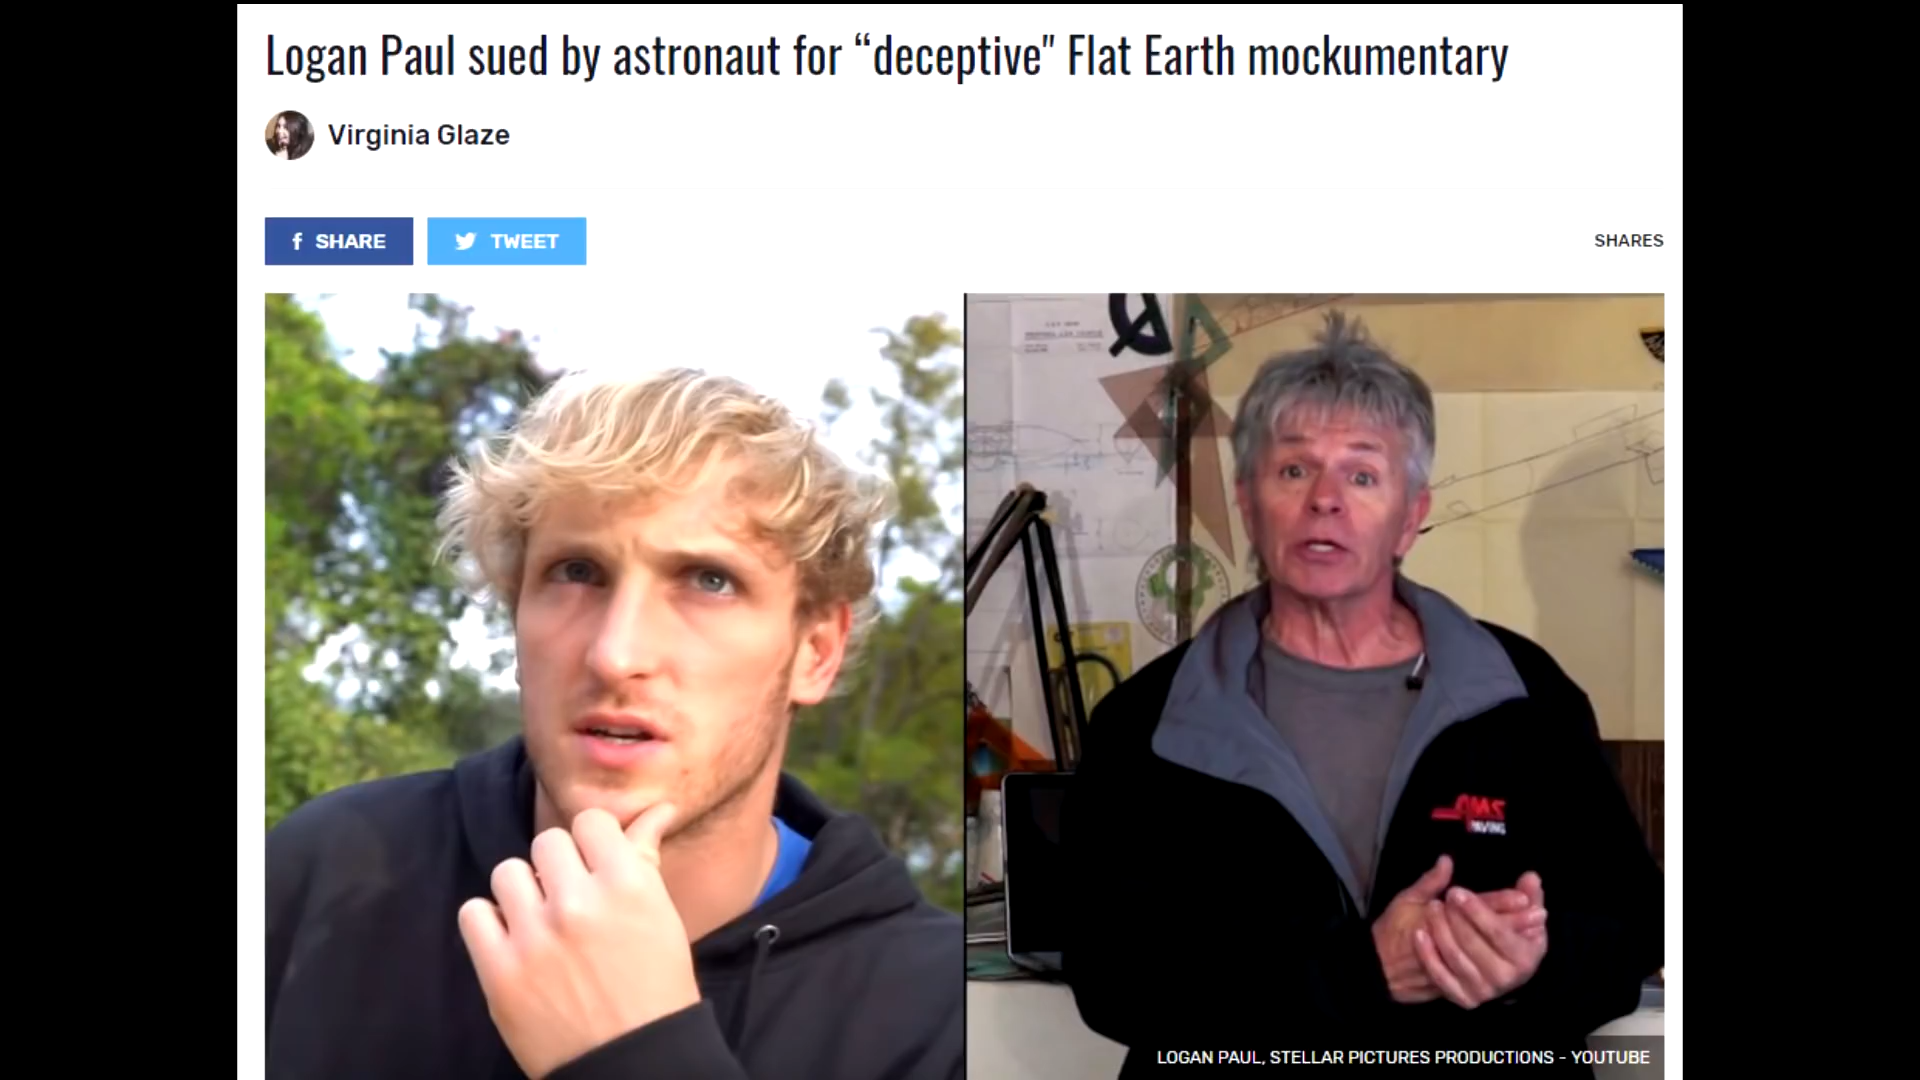 Logan Paul sued by astronaut for “deceptive" Flat Earth mockumentary
Virginia Glaze
f SHARE
TWEET
SHARES
LOGAN PAUL, STELLAR PICTURES PRODUCTIONS - YOUTUBE